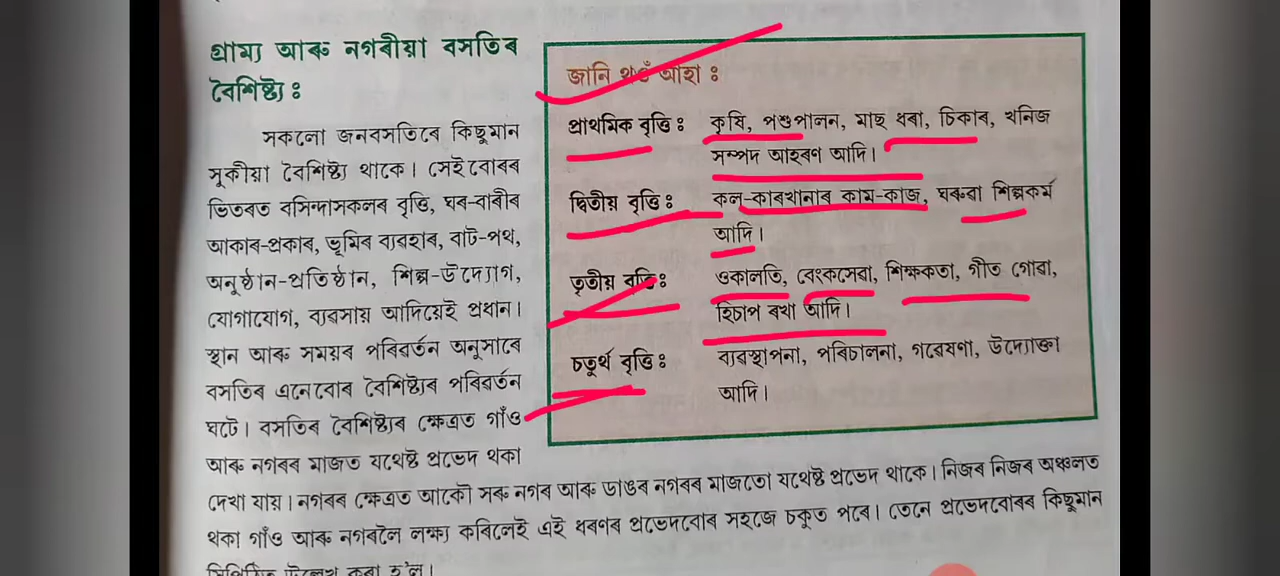 গ্ৰাম্য আৰু নগৰীয়া বসতিৰ
বৈশিষ্ট্য :
সকলো জনবসতিৰে কিছুমান
সুকীয়া বৈশিষ্ট্য থাকে। সেইবোৰৰ
ভিতৰত বসিন্দাসকলৰ বৃত্তি, ঘৰ-বাৰীৰ
আকাৰ-প্ৰকাৰ, ভূমিৰ ব্যৱহাৰ, বাট-পথ,
অনুষ্ঠান-প্ৰতিষ্ঠান, শিল্প-উদ্যোগ,
যোগাযোগ, ব্যৱসায় আদিয়েই প্ৰধান।
স্থান আৰু সময়ৰ পৰিৱৰ্তন অনুসাৰে
বসতিৰ এনেবোৰ বৈশিষ্ট্যৰ পৰিৱৰ্তন
ঘটে। বসতিৰ বৈশিষ্ট্যৰ ক্ষেত্ৰত গাঁও
আৰু নগৰৰ মাজত যথেষ্ট প্ৰভেদ থকা
দেখা যায়। নগৰৰ ক্ষেত্ৰত আকৌ সৰু নগৰ আৰু ডাঙৰ নগৰৰ মাজতো যথেষ্ট প্ৰভেদ থাকে। নিজৰ নিজৰ অঞ্চলত
থকা গাঁও আৰু নগৰলৈ লক্ষ্য কৰিলেই এই ধৰণৰ প্ৰভেদবোৰ সহজে চকুত পৰে। তেনে প্ৰভেদবোৰৰ কিছুমান
জানি থওঁ আহা :
প্ৰাথমিক বৃত্তি : কৃষি, পশুপালন, মাছ ধৰা, চিকাৰ, খনিজ
সম্পদ আহৰণ আদি।
দ্বিতীয় বৃত্তি : কল-কাৰখানাৰ কাম-কাজ, ঘৰুৱা শিল্পকৰ্ম
আদি।
তৃতীয় বৃত্তি : ওকালতি, বেংকসেৱা, শিক্ষকতা, গীত গোৱা,
হিচাপ ৰখা আদি।
চতুৰ্থ বৃত্তি : ব্যৱস্থাপনা, পৰিচালনা, গৱেষণা, উদ্যোক্তা
আদি।